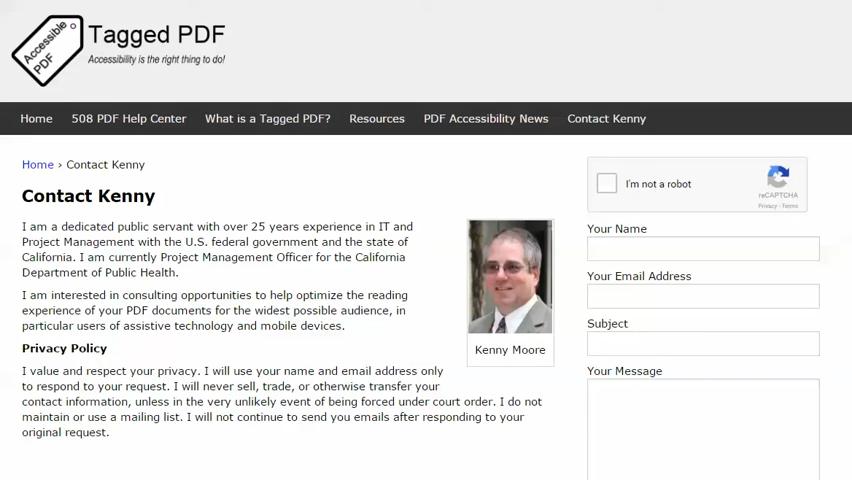 Accessible
PDF
Tagged PDF
Accessibility is the right thing to do!
Home
508 PDF Help Center
What is a Tagged PDF?
Resources
PDF Accessibility News
Contact Kenny
Home › Contact Kenny
Contact Kenny
I am a dedicated public servant with over 25 years experience in IT and
Project Management with the U.S. federal government and the state of
California. I am currently Project Management Officer for the California
Department of Public Health.
I am interested in consulting opportunities to help optimize the reading
experience of your PDF documents for the widest possible audience, in
particular users of assistive technology and mobile devices.
Kenny Moore
Privacy Policy
I value and respect your privacy. I will use your name and email address only
to respond to your request. I will never sell, trade, or otherwise transfer your
contact information, unless in the very unlikely event of being forced under court order. I do not
maintain or use a mailing list. I will not continue to send you emails after responding to your
original request.
I'm not a robot
reCAPTCHA
Privacy - Terms
Your Name
Your Email Address
Subject
Your Message